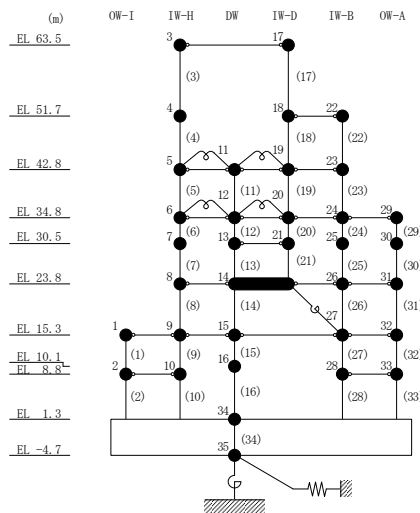 (m) OW-I IW-H DW IW-D IW-B OW-A
EL 63.5 3 17
(3) (17)
EL 51.7 4 18 22
(4) 11 19 (18) (22)
EL 42.8 5 23
(5) 12 (11) 20 (19) (23)
EL 34.8 6 24 29
(6) (12) (20) (24) (29)
EL 30.5 7 13 21 25 30
(7) (13) (21) (25) (30)
EL 23.8 8 14 26 31
(8) (14) (26) (31)
27
EL 15.3 1 9 15 32
(1) (9) (15) (27) (32)
EL 10.1 16
EL 8.8 2 10 28 33
(2) (10) (16) (28) (33)
EL 1.3 34
(34)
EL -4.7 35